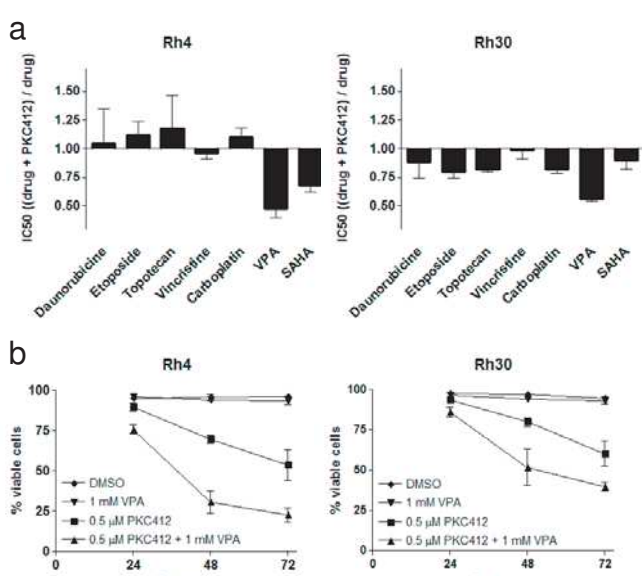 a
Rh4
Rh30
IC50 ((drug + PKC412) / drug)
1.50
1.25
1.00
0.75
0.50
Daunorubicine
Etoposide
Topotecan
Vincristine
Carboplatin
VPA
SAHA
IC50 ((drug + PKC412) / drug)
1.50
1.25
1.00
0.75
0.50
Daunorubicine
Etoposide
Topotecan
Vincristine
Carboplatin
VPA
SAHA
b
Rh4
Rh30
% viable cells
100
75
50
25
0
DMSO
1 mM VPA
0.5 µM PKC412
0.5 µM PKC412 + 1 mM VPA
0 24 48 72
% viable cells
100
75
50
25
0
DMSO
1 mM VPA
0.5 µM PKC412
0.5 µM PKC412 + 1 mM VPA
0 24 48 72